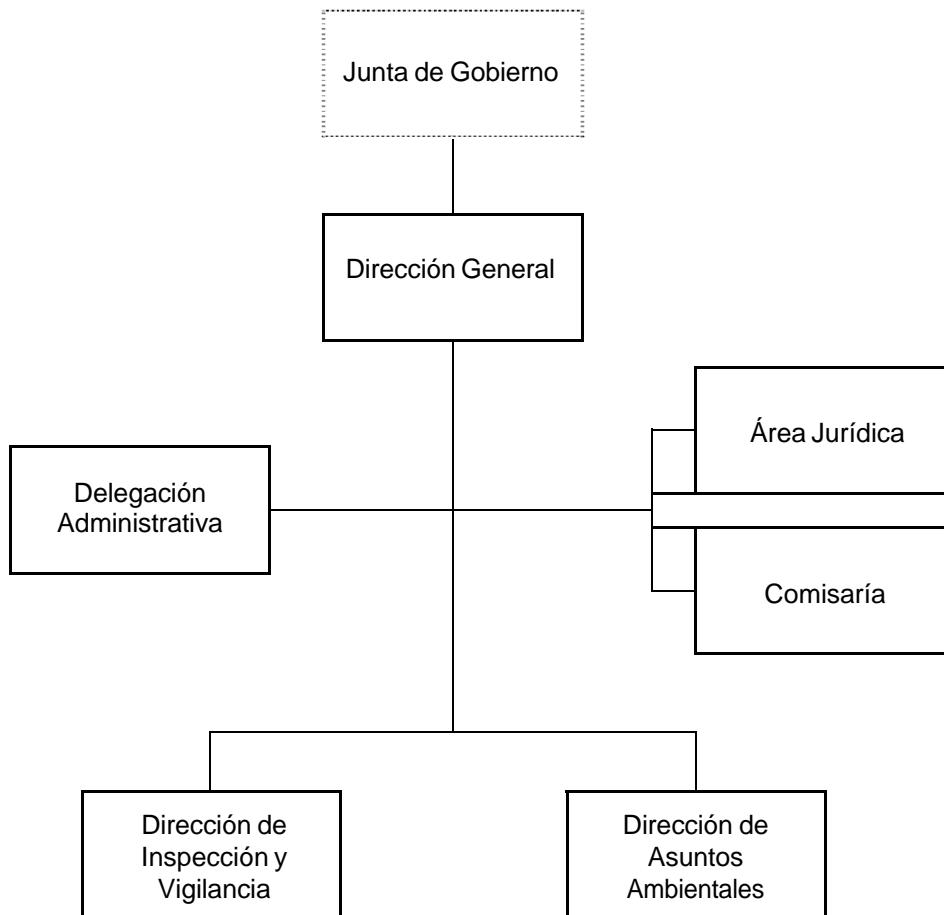 Junta de Gobierno
Dirección General
Área Jurídica
Delegación
Administrativa
Comisaría
Dirección de
Inspección y
Vigilancia
Dirección de
Asuntos
Ambientales